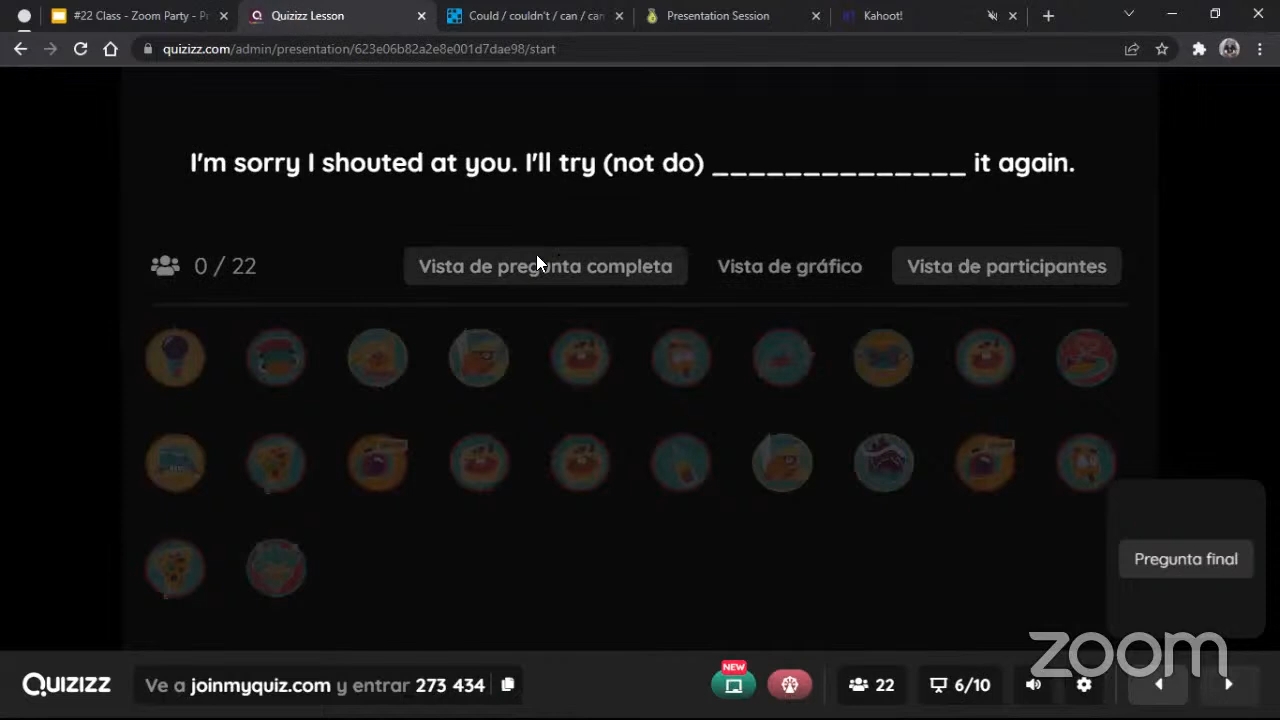 #22 Class - Zoom Party - Pr
Quizizz Lesson
Could / couldn't / can / can
Presentation Session
Kahoot!
quizizz.com/admin/presentation/623e06b82a2e8e001d7dae98/start
I'm sorry I shouted at you. I'll try (not do) ______________ it again.
0 / 22
Vista de pregunta completa
Vista de gráfico
Vista de participantes
Pregunta final
zoom
NEW
QUIZIZZ
Ve a joinmyquiz.com y entrar 273 434
22
6/10